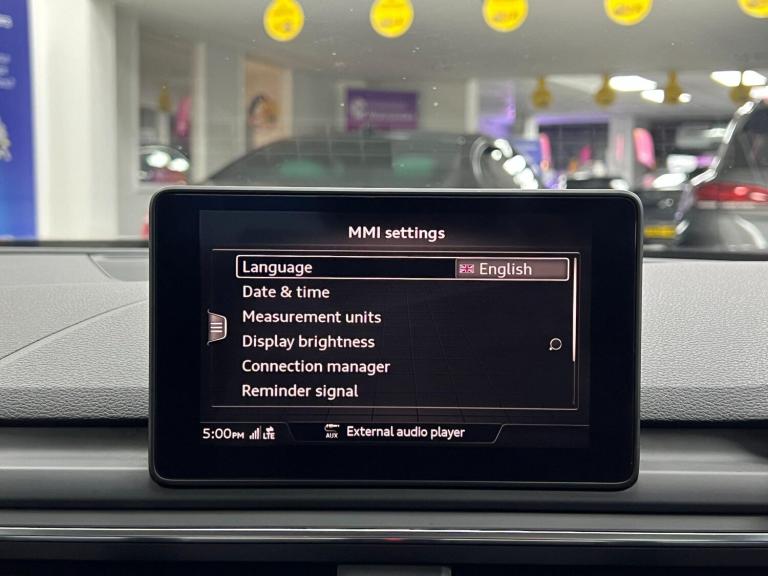 MMI settings
Language English
Date & time
Measurement units
Display brightness
Connection manager
Reminder signal
5:00PM LTE AUX External audio player